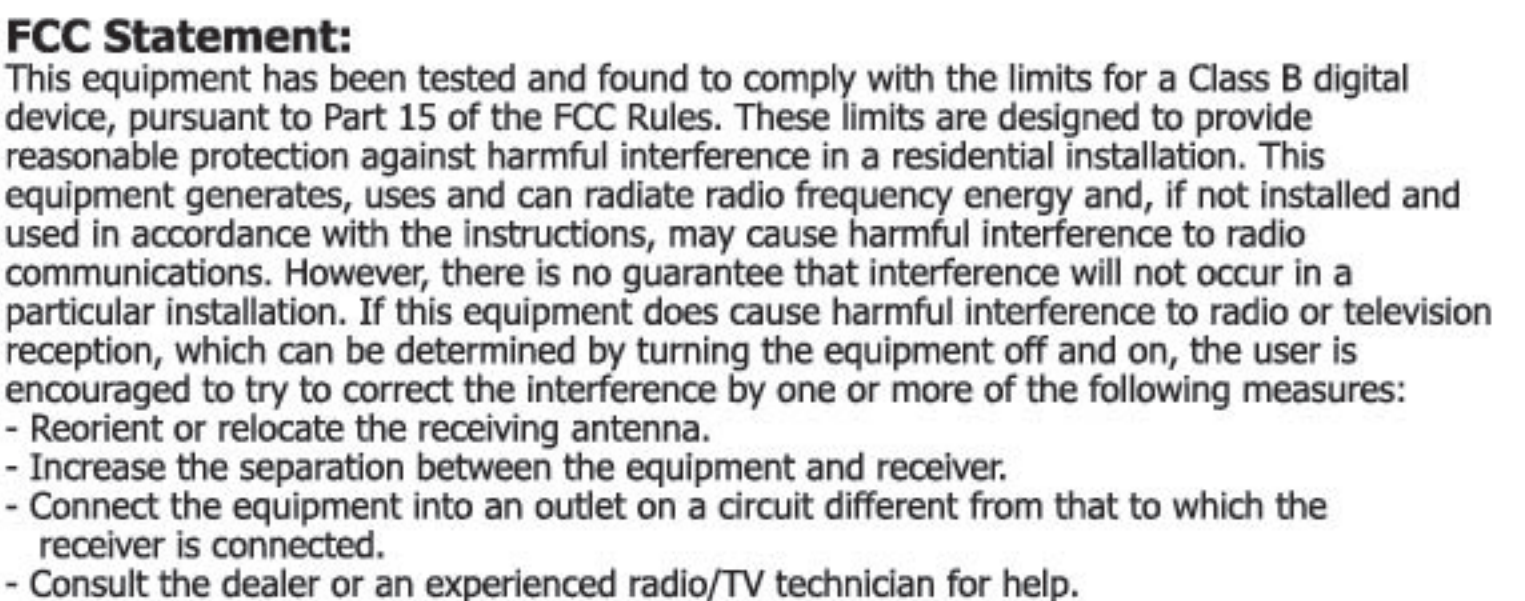 FCC Statement:
This equipment has been tested and found to comply with the limits for a Class B digital
device, pursuant to Part 15 of the FCC Rules. These limits are designed to provide
reasonable protection against harmful interference in a residential installation. This
equipment generates, uses and can radiate radio frequency energy and, if not installed and
used in accordance with the instructions, may cause harmful interference to radio
communications. However, there is no guarantee that interference will not occur in a
particular installation. If this equipment does cause harmful interference to radio or television
reception, which can be determined by turning the equipment off and on, the user is
encouraged to try to correct the interference by one or more of the following measures:
- Reorient or relocate the receiving antenna.
- Increase the separation between the equipment and receiver.
- Connect the equipment into an outlet on a circuit different from that to which the
receiver is connected.
- Consult the dealer or an experienced radio/TV technician for help.